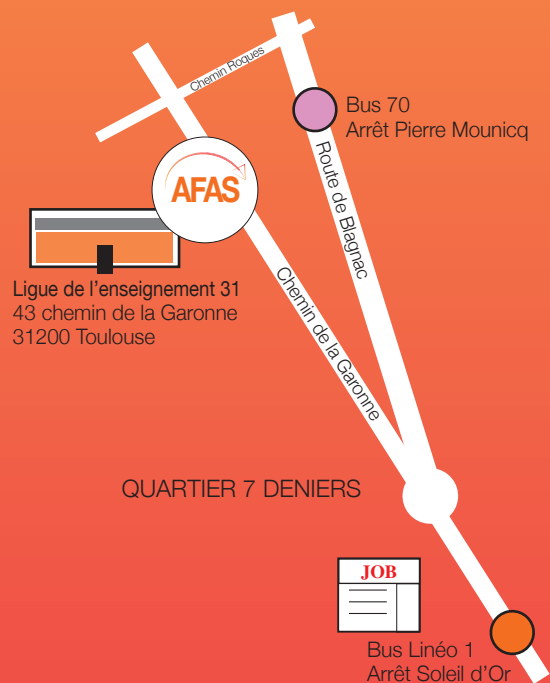 Chemin Roques
Bus 70
Arrêt Pierre Mounicq
Route de Blagnac
AFAS
Ligue de l'enseignement 31
43 chemin de la Garonne
31200 Toulouse
Chemin de la Garonne
QUARTIER 7 DENIERS
JOB
Bus Linéo 1
Arrêt Soleil d'Or